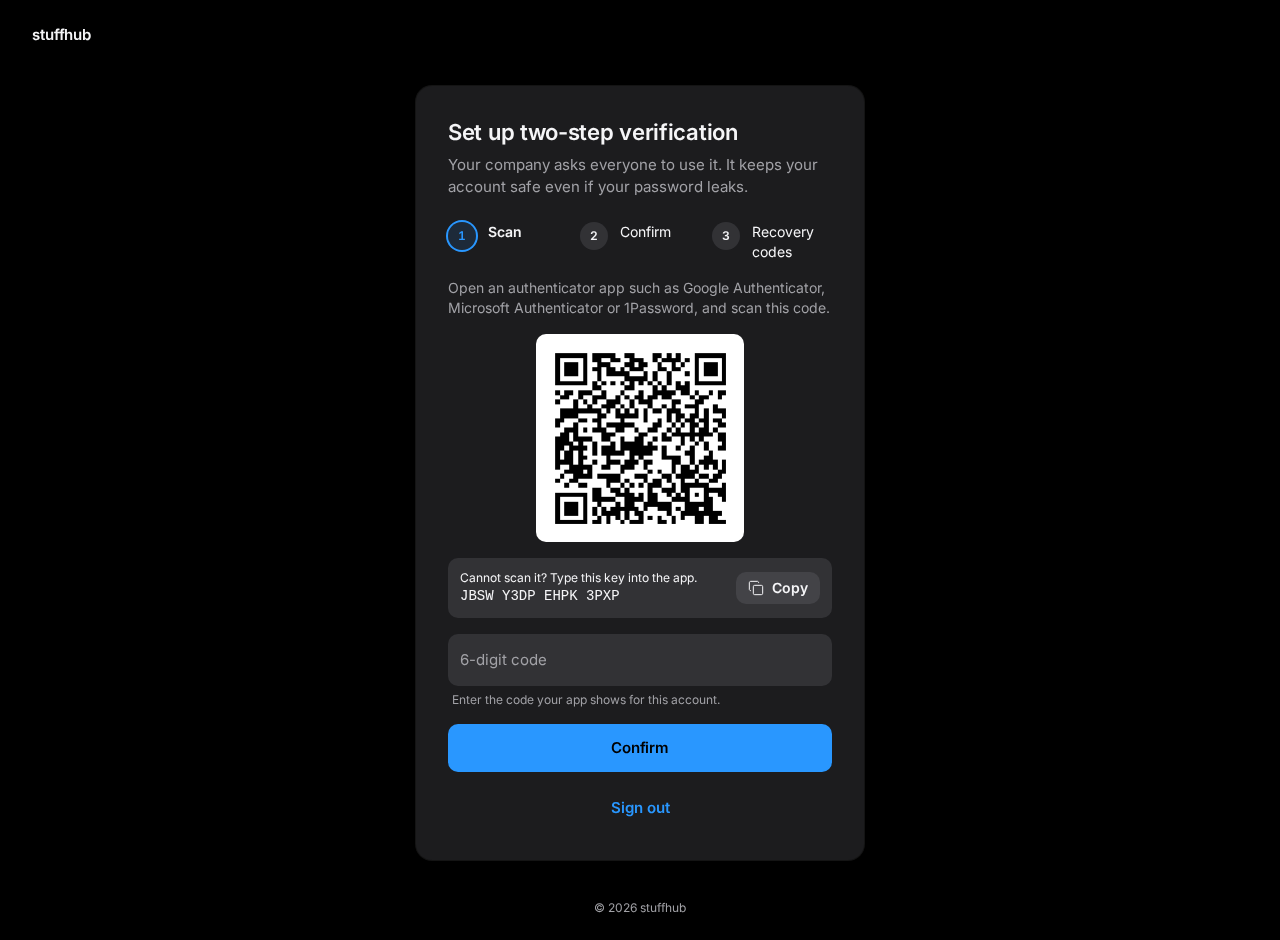 stuffhub
Set up two-step verification
Your company asks everyone to use it. It keeps your
account safe even if your password leaks.
1 Scan
2 Confirm
3 Recovery
codes
Open an authenticator app such as Google Authenticator,
Microsoft Authenticator or 1Password, and scan this code.
Cannot scan it? Type this key into the app.
JBSW Y3DP EHPK 3PXP
Copy
6-digit code
Enter the code your app shows for this account.
Confirm
Sign out
© 2026 stuffhub